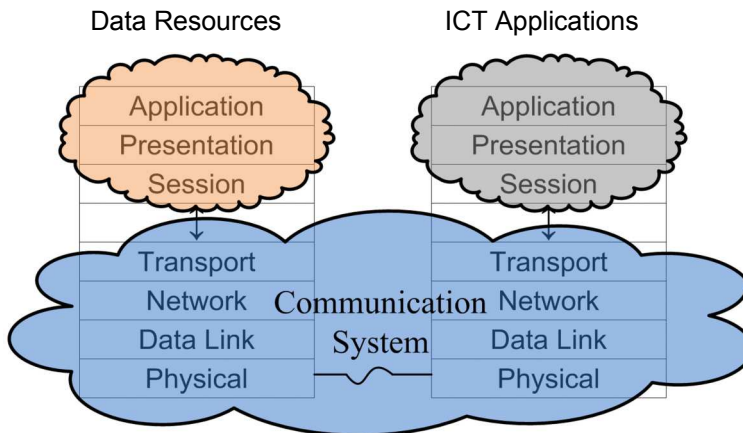 Data Resources
ICT Applications
Application
Presentation
Session
Application
Presentation
Session
Transport
Network
Data Link
Physical
Communication
System
Transport
Network
Data Link
Physical